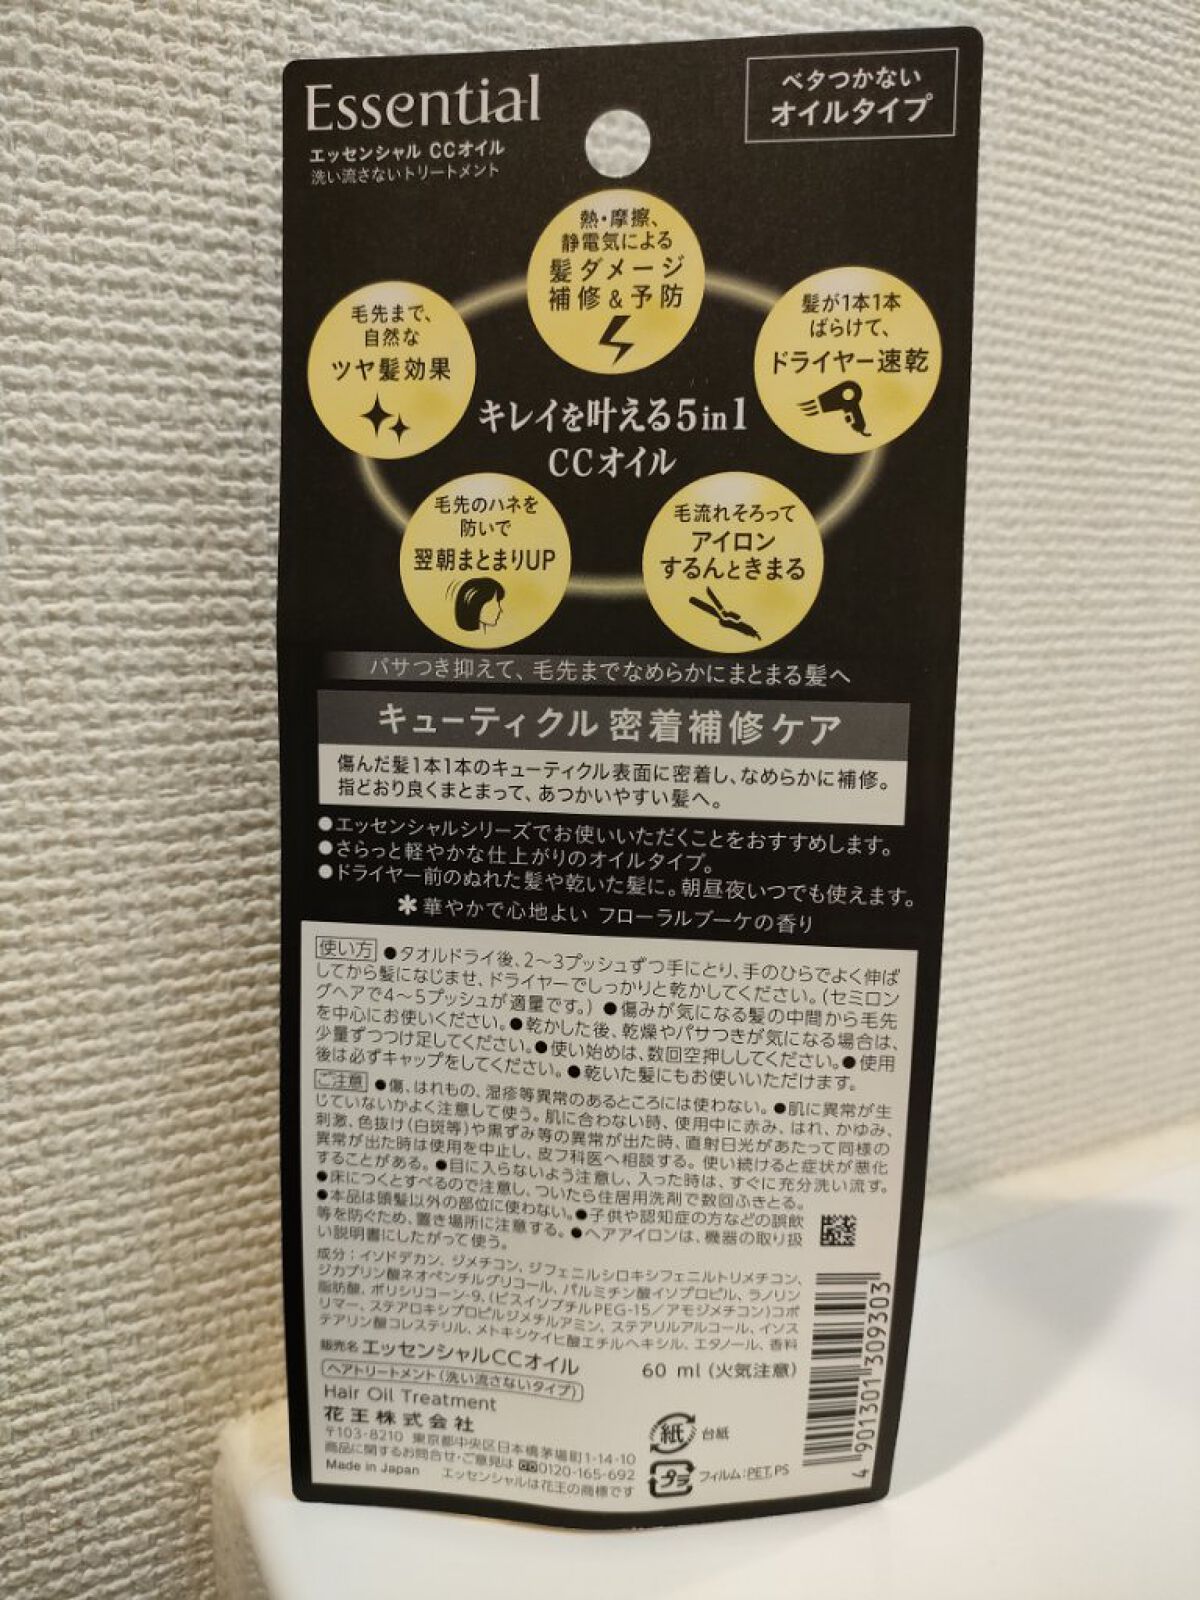 Essential
エッセンシャル CCオイル
洗い流さないトリートメント
ベタつかない
オイルタイプ
熱・摩擦、
静電気による
髪ダメージ
補修&予防
毛先まで、
自然な
ツヤ髪効果
髪が1本1本
ばらけて、
ドライヤー速乾
キレイを叶える5in1
CCオイル
毛先のハネを
防いで
翌朝まとまりUP
毛流れそろって
アイロン
するんときまる
パサつき抑えて、毛先までなめらかにまとまる髪へ
キューティクル 密着補修ケア
傷んだ髪1本1本のキューティクル表面に密着し、なめらかに補修。
指どおり良くまとまって、あつかいやすい髪へ。
●エッセンシャルシリーズでお使いいただくことをおすすめします。
●さらっと軽やかな仕上がりのオイルタイプ。
●ドライヤー前のぬれた髪や乾いた髪に。朝昼夜いつでも使えます。
＊華やかで心地よい フローラルブーケの香り
使い方 ●タオルドライ後、2〜3プッシュずつ手にとり、手のひらでよく伸ば
してから髪になじませ、ドライヤーでしっかりと乾かしてください。(セミロン
グヘアで4〜5プッシュが適量です。) ●傷みが気になる髪の中間から毛先
を中心にお使いください。●乾かした後、乾燥やパサつきが気になる場合は、
少量ずつつけ足してください。●使い始めは、数回空押ししてください。●使用
後は必ずキャップをしてください。●乾いた髪にもお使いいただけます。
ご注意 ●傷、はれもの、湿疹等異常のあるところには使わない。●肌に異常が生
じていないかよく注意して使う。肌に合わない時、使用中に赤み、はれ、かゆみ、
刺激、色抜け(白斑等)や黒ずみ等の異常が出た時、直射日光があたって同様の
異常が出た時は使用を中止し、皮フ科医へ相談する。使い続けると症状が悪化
することがある。●目に入らないよう注意し、入った時は、すぐに充分洗い流す。
●床につくとすべるので注意し、ついたら住居用洗剤で数回ふきとる。
●本品は頭髪以外の部位に使わない。●子供や認知症の方などの誤飲
等を防ぐため、置き場所に注意する。●ヘアアイロンは、機器の取り扱
い説明書にしたがって使う。
成分；イソドデカン、ジメチコン、ジフェニルシロキシフェニルトリメチコン、
ジカプリン酸ネオペンチルグリコール、パルミチン酸イソプロピル、ラノリン
脂肪酸、ポリシリコーン-9、(ビスイソブチルPEG-15／アモジメチコン)コポ
リマー、ステアロキシプロピルジメチルアミン、ステアリルアルコール、イソス
テアリン酸コレステリル、メトキシケイヒ酸エチルヘキシル、エタノール、香料
販売名 エッセンシャルCCオイル
60 ml (火気注意)
ヘアトリートメント(洗い流さないタイプ)
Hair Oil Treatment
花王株式会社
〒103-8210 東京都中央区日本橋茅場町1-14-10
商品に関するお問合せ・ご意見は 0120-165-692
Made in Japan エッセンシャルは花王の商標です
紙 台紙
プラ フィルム:PET, PS
4 901301 309303